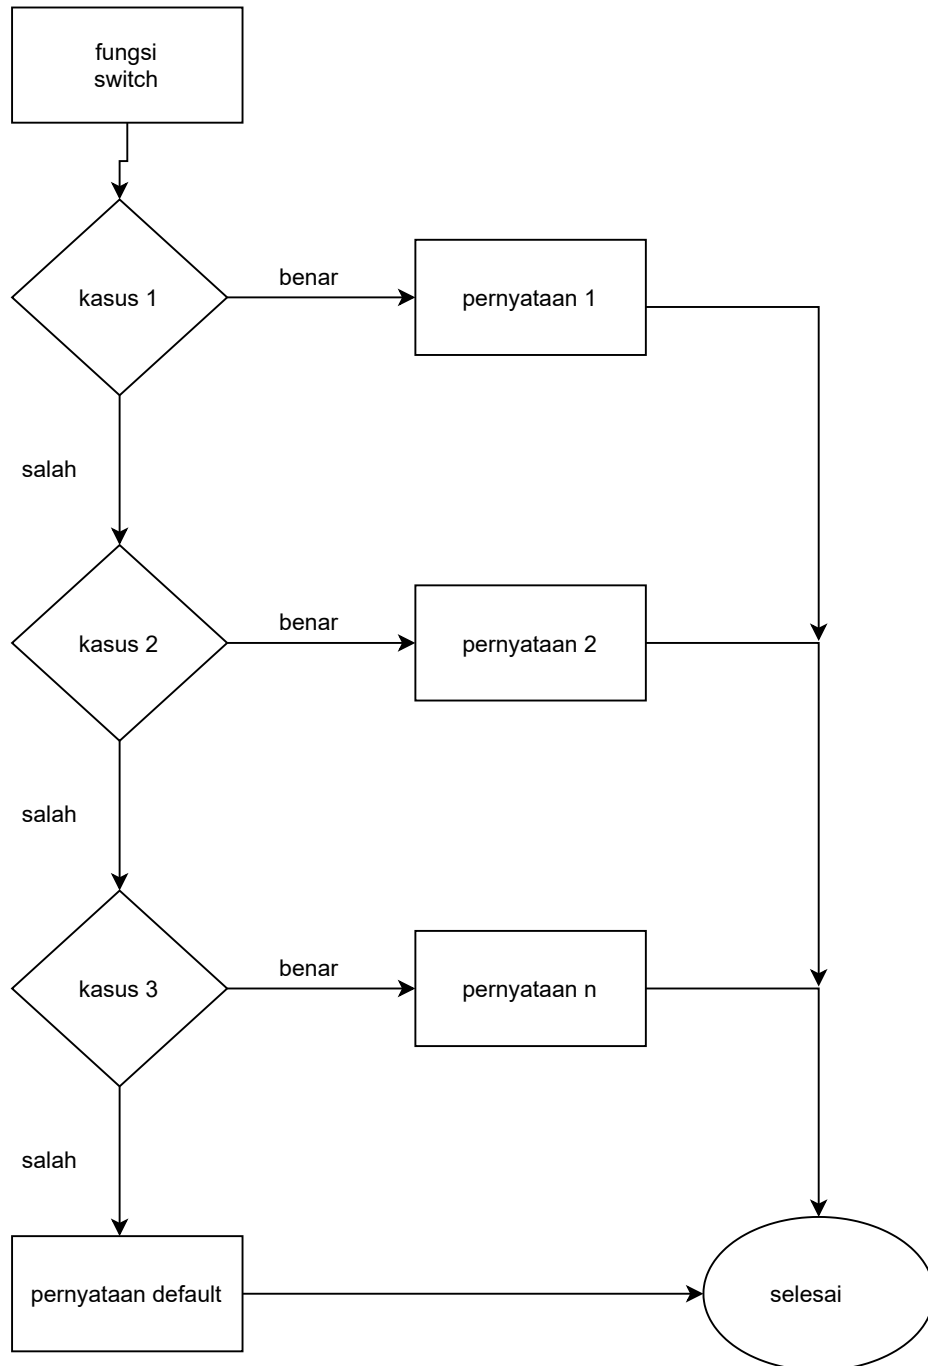 fungsi
switch
kasus 1
benar
pernyataan 1
salah
kasus 2
benar
pernyataan 2
salah
kasus 3
benar
pernyataan n
salah
pernyataan default
selesai